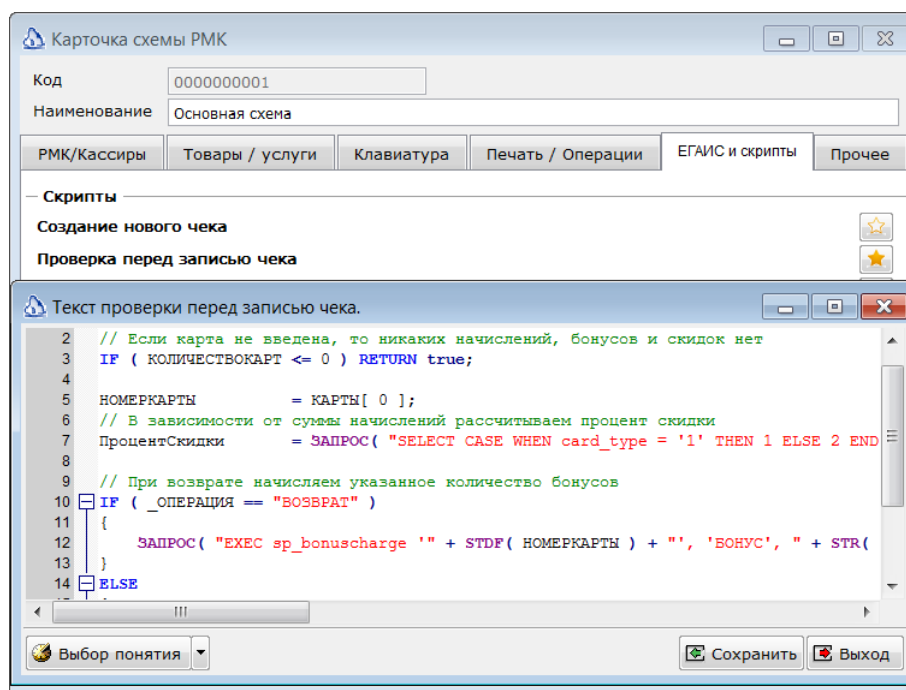 Карточка схемы РМК
Код 0000000001
Наименование Основная схема
РМК/Кассиры Товары / услуги Клавиатура Печать / Операции ЕГАИС и скрипты Прочее
Скрипты
Создание нового чека
Проверка перед записью чека
Текст проверки перед записью чека.
2 // Если карта не введена, то никаких начислений, бонусов и скидок нет
3 IF ( КОЛИЧЕСТВОКАРТ <= 0 ) RETURN true;
4
5 НОМЕРКАРТЫ = КАРТЫ[ 0 ];
6 // В зависимости от суммы начислений рассчитываем процент скидки
7 ПроцентСкидки = ЗАПРОС( "SELECT CASE WHEN card_type = '1' THEN 1 ELSE 2 END
8
9 // При возврате начисляем указанное количество бонусов
10 IF ( _ОПЕРАЦИЯ == "ВОЗВРАТ" )
11 {
12 ЗАПРОС( "EXEC sp_bonuscharge '" + STDF( НОМЕРКАРТЫ ) + "', 'БОНУС', " + STR(
13 }
14 ELSE
Выбор понятия Сохранить Выход